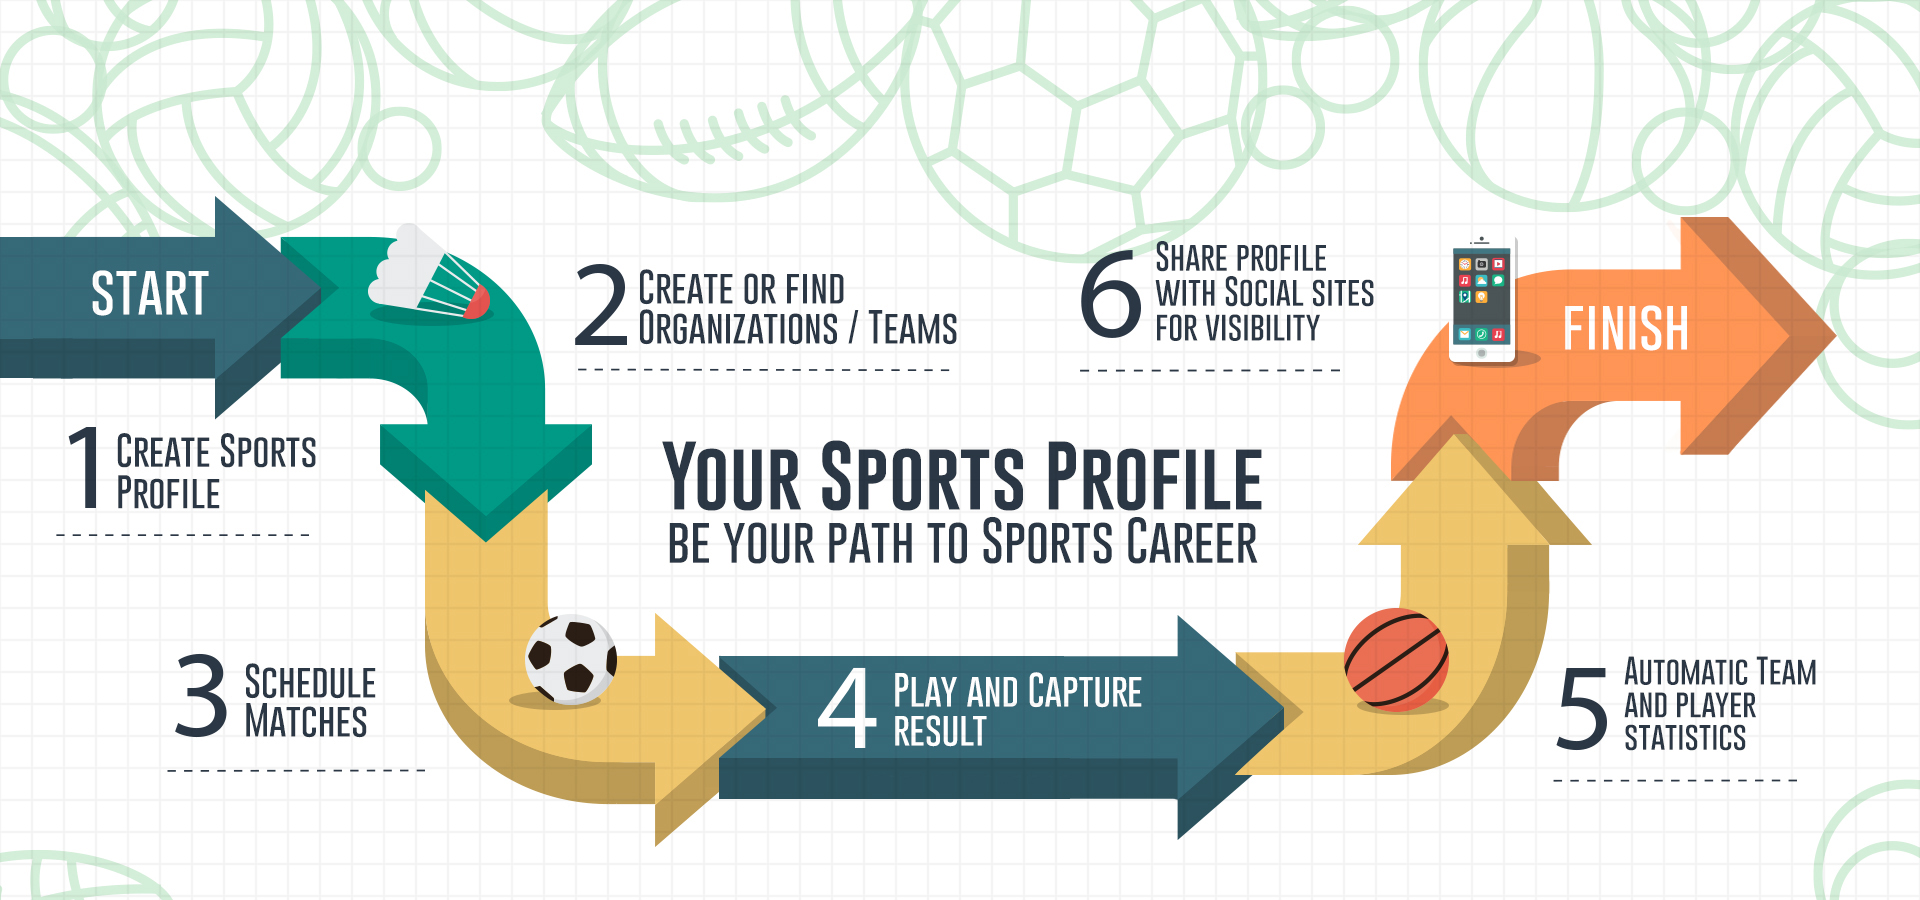 START
1 Create Sports
Profile
2 Create or find
Organizations / Teams
3 Schedule
Matches
4 Play and Capture
result
5 Automatic Team
and player
statistics
6 Share profile
with Social sites
for visibility
FINISH
Your Sports Profile
be your path to Sports Career